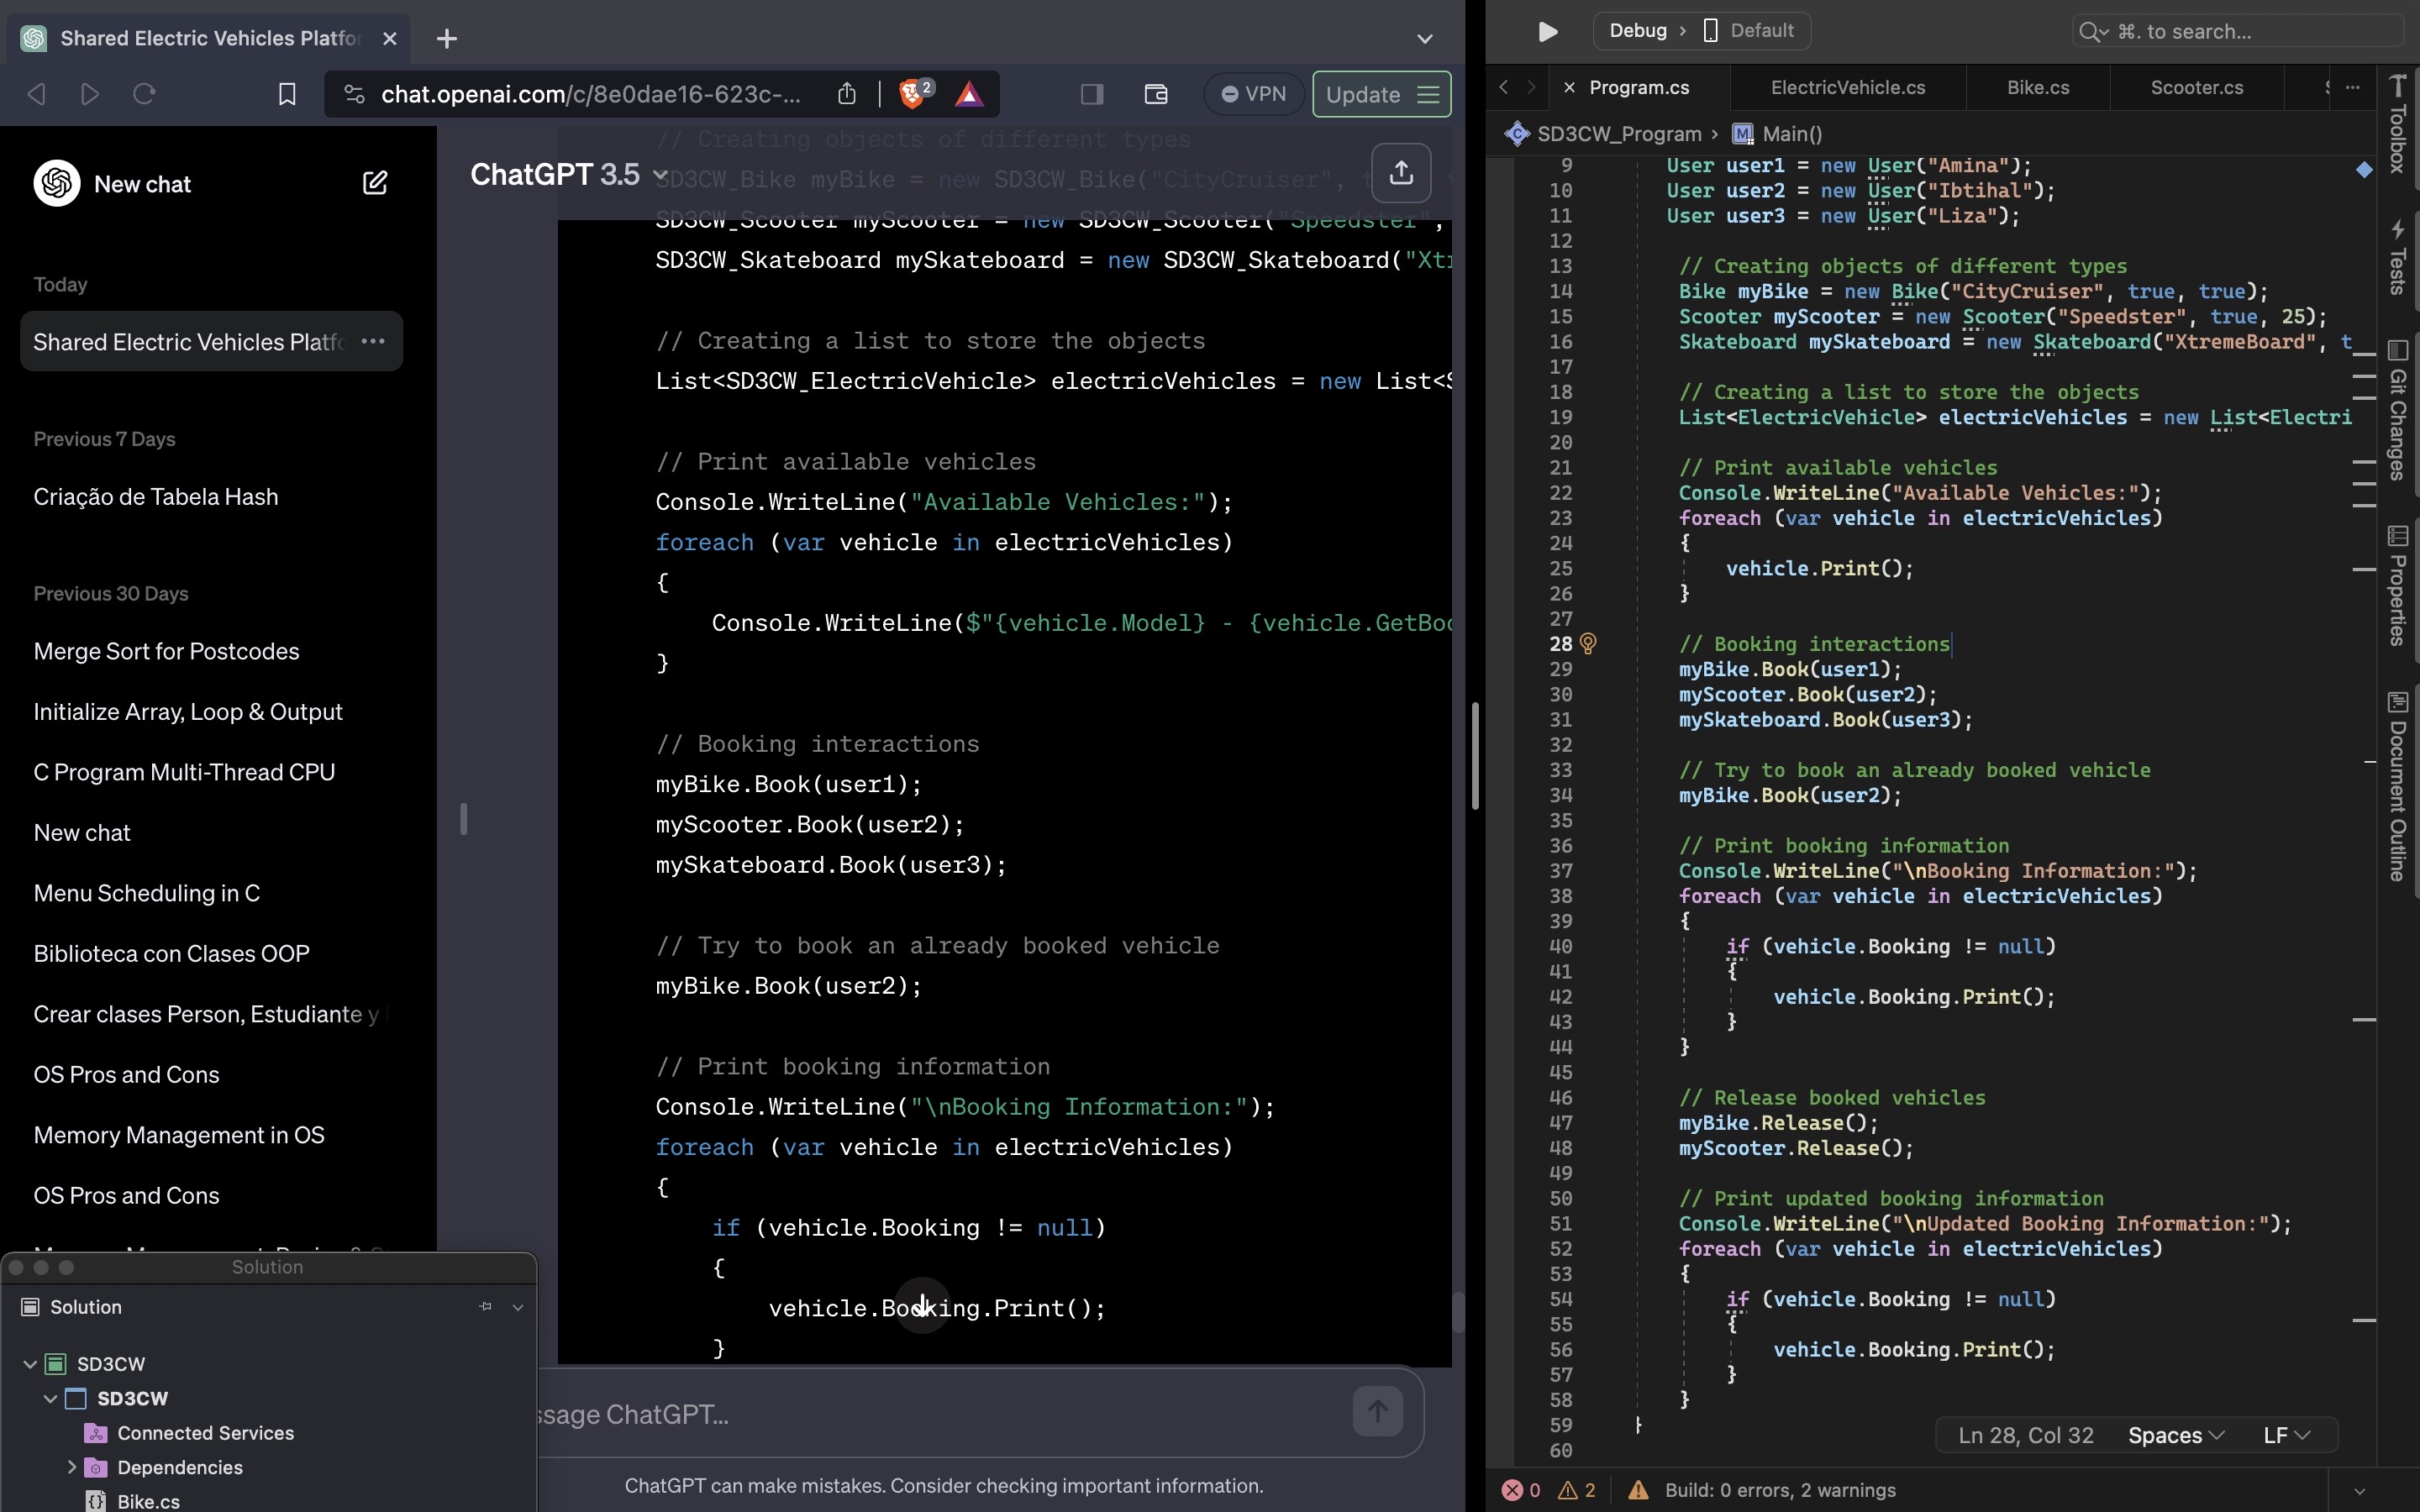 Shared Electric Vehicles Platfo
chat.openai.com/c/8e0dae16-623c-...
2
VPN
Update
New chat
Today
Shared Electric Vehicles Platfo
Previous 7 Days
Criação de Tabela Hash
Previous 30 Days
Merge Sort for Postcodes
Initialize Array, Loop & Output
C Program Multi-Thread CPU
New chat
Menu Scheduling in C
Biblioteca con Clases OOP
Crear clases Person, Estudiante y
OS Pros and Cons
Memory Management in OS
OS Pros and Cons
Solution
Solution
SD3CW
SD3CW
Connected Services
Dependencies
Bike.cs
ChatGPT 3.5
// Creating objects of different types
SD3CW_Bike myBike = new SD3CW_Bike("CityCruiser", t
SD3CW_Scooter myScooter = new SD3CW_Scooter("Speedster",
SD3CW_Skateboard mySkateboard = new SD3CW_Skateboard("Xtr
// Creating a list to store the objects
List<SD3CW_ElectricVehicle> electricVehicles = new List<S
// Print available vehicles
Console.WriteLine("Available Vehicles:");
foreach (var vehicle in electricVehicles)
{
Console.WriteLine($"{vehicle.Model} - {vehicle.GetBoo
}
// Booking interactions
myBike.Book(user1);
myScooter.Book(user2);
mySkateboard.Book(user3);
// Try to book an already booked vehicle
myBike.Book(user2);
// Print booking information
Console.WriteLine("\nBooking Information:");
foreach (var vehicle in electricVehicles)
{
if (vehicle.Booking != null)
{
vehicle.Booking.Print();
}
ssage ChatGPT...
ChatGPT can make mistakes. Consider checking important information.
Debug › Default
⌘. to search...
Program.cs
ElectricVehicle.cs
Bike.cs
Scooter.cs
SD3CW_Program › M Main()
9 User user1 = new User("Amina");
10 User user2 = new User("Ibtihal");
11 User user3 = new User("Liza");
12
13 // Creating objects of different types
14 Bike myBike = new Bike("CityCruiser", true, true);
15 Scooter myScooter = new Scooter("Speedster", true, 25);
16 Skateboard mySkateboard = new Skateboard("XtremeBoard", t
17
18 // Creating a list to store the objects
19 List<ElectricVehicle> electricVehicles = new List<Electri
20
21 // Print available vehicles
22 Console.WriteLine("Available Vehicles:");
23 foreach (var vehicle in electricVehicles)
24 {
25 vehicle.Print();
26 }
27
28 // Booking interactions
29 myBike.Book(user1);
30 myScooter.Book(user2);
31 mySkateboard.Book(user3);
32
33 // Try to book an already booked vehicle
34 myBike.Book(user2);
35
36 // Print booking information
37 Console.WriteLine("\nBooking Information:");
38 foreach (var vehicle in electricVehicles)
39 {
40 if (vehicle.Booking != null)
41 {
42 vehicle.Booking.Print();
43 }
44 }
45
46 // Release booked vehicles
47 myBike.Release();
48 myScooter.Release();
49
50 // Print updated booking information
51 Console.WriteLine("\nUpdated Booking Information:");
52 foreach (var vehicle in electricVehicles)
53 {
54 if (vehicle.Booking != null)
55 {
56 vehicle.Booking.Print();
57 }
58 }
59 }
60
Ln 28, Col 32 Spaces LF
0 2 Build: 0 errors, 2 warnings
Toolbox
Tests
Git Changes
Properties
Document Outline